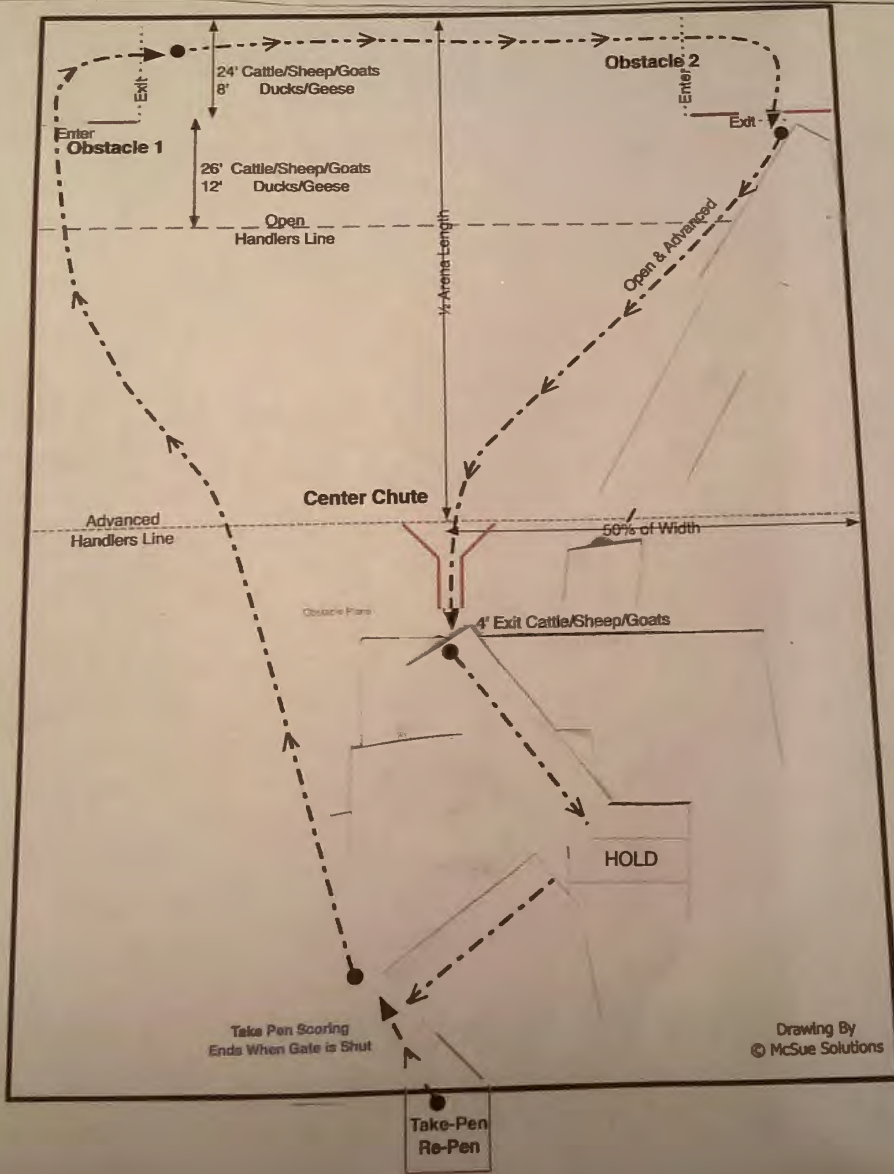 24' Cattle/Sheep/Goats
8' Ducks/Geese
Exit
Enter
Obstacle 1
Obstacle 2
Enter
Exit
26' Cattle/Sheep/Goats
12' Ducks/Geese
Open
Handlers Line
½ Arena Length
Open & Advanced
Center Chute
Advanced
Handlers Line
50% of Width
Obstacle Plans
4' Exit Cattle/Sheep/Goats
HOLD
Take Pen Scoring
Ends When Gate is Shut
Drawing By
© McSue Solutions
Take-Pen
Re-Pen